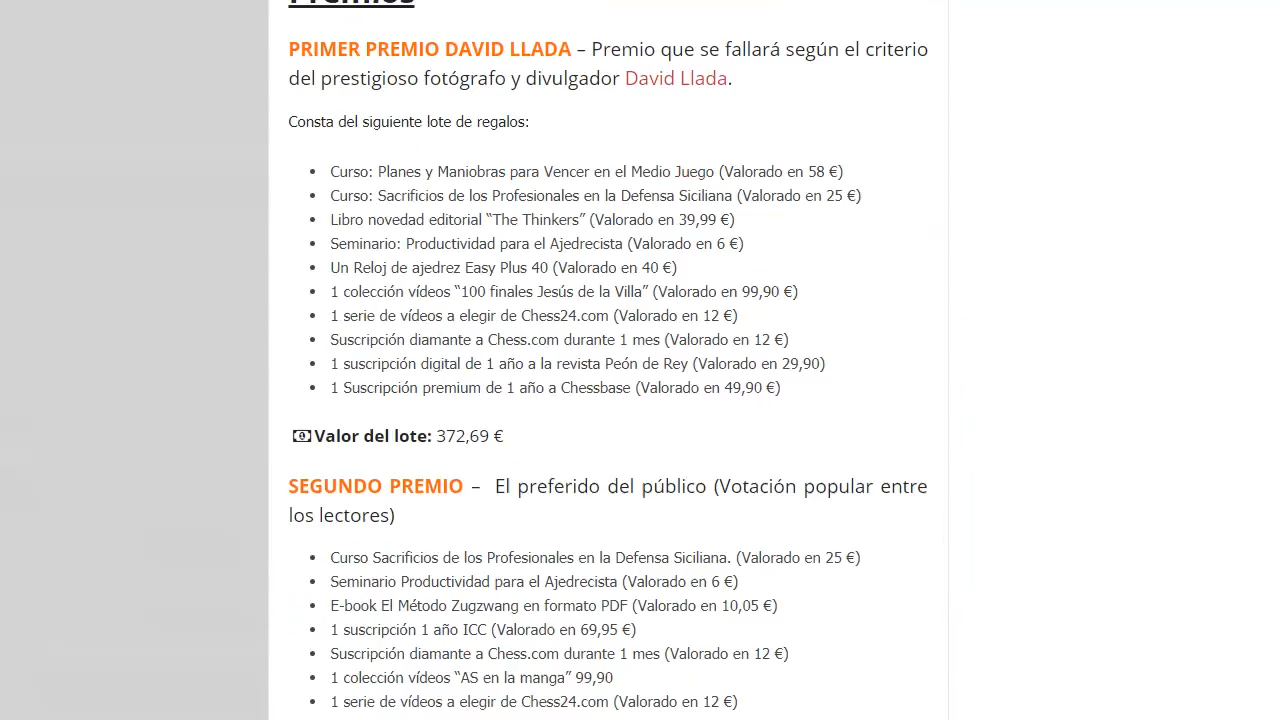 Premios
PRIMER PREMIO DAVID LLADA – Premio que se fallará según el criterio
del prestigioso fotógrafo y divulgador David Llada.
Consta del siguiente lote de regalos:
• Curso: Planes y Maniobras para Vencer en el Medio Juego (Valorado en 58 €)
• Curso: Sacrificios de los Profesionales en la Defensa Siciliana (Valorado en 25 €)
• Libro novedad editorial “The Thinkers” (Valorado en 39,99 €)
• Seminario: Productividad para el Ajedrecista (Valorado en 6 €)
• Un Reloj de ajedrez Easy Plus 40 (Valorado en 40 €)
• 1 colección vídeos “100 finales Jesús de la Villa” (Valorado en 99,90 €)
• 1 serie de vídeos a elegir de Chess24.com (Valorado en 12 €)
• Suscripción diamante a Chess.com durante 1 mes (Valorado en 12 €)
• 1 suscripción digital de 1 año a la revista Peón de Rey (Valorado en 29,90)
• 1 Suscripción premium de 1 año a Chessbase (Valorado en 49,90 €)
Valor del lote: 372,69 €
SEGUNDO PREMIO – El preferido del público (Votación popular entre
los lectores)
• Curso Sacrificios de los Profesionales en la Defensa Siciliana. (Valorado en 25 €)
• Seminario Productividad para el Ajedrecista (Valorado en 6 €)
• E-book El Método Zugzwang en formato PDF (Valorado en 10,05 €)
• 1 suscripción 1 año ICC (Valorado en 69,95 €)
• Suscripción diamante a Chess.com durante 1 mes (Valorado en 12 €)
• 1 colección vídeos “AS en la manga” 99,90
• 1 serie de vídeos a elegir de Chess24.com (Valorado en 12 €)